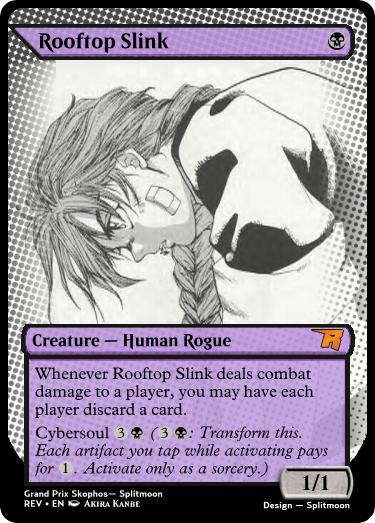 Rooftop Slink
Creature — Human Rogue
Whenever Rooftop Slink deals combat
damage to a player, you may have each
player discard a card.
Cybersoul 3 (3 : Transform this.
Each artifact you tap while activating pays
for 1. Activate only as a sorcery.)
1/1
Grand Prix Skophos— Splitmoon
REV • EN Akira Kanbe
Design — Splitmoon